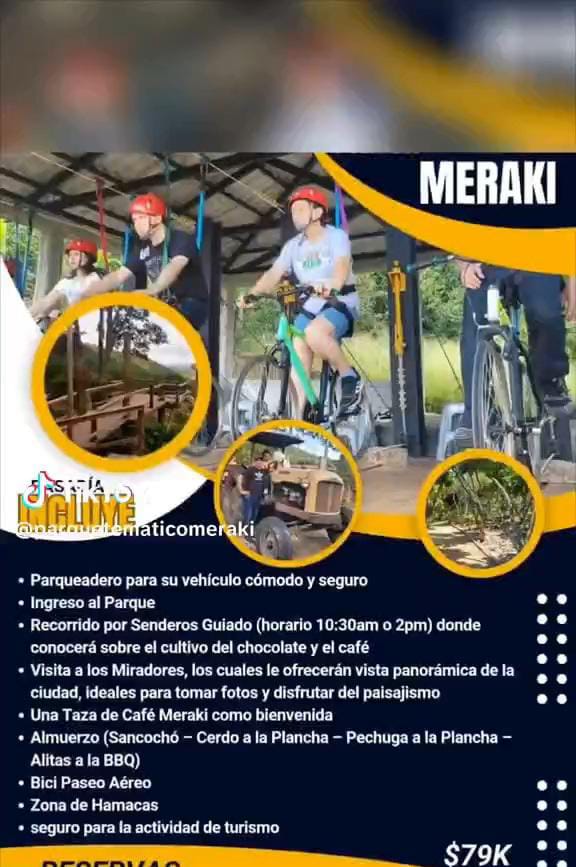 MERAKI
PASADÍA
TikTok
INCLUYE
@parquetematicomeraki
• Parqueadero para su vehículo cómodo y seguro
• Ingreso al Parque
• Recorrido por Senderos Guiado (horario 10:30am o 2pm) donde
conocerá sobre el cultivo del chocolate y el café
• Visita a los Miradores, los cuales le ofrecerán vista panorámica de la
ciudad, ideales para tomar fotos y disfrutar del paisajismo
• Una Taza de Café Meraki como bienvenida
• Almuerzo (Sancochó – Cerdo a la Plancha – Pechuga a la Plancha –
Alitas a la BBQ)
• Bici Paseo Aéreo
• Zona de Hamacas
• seguro para la actividad de turismo
$79K
RESERVAS